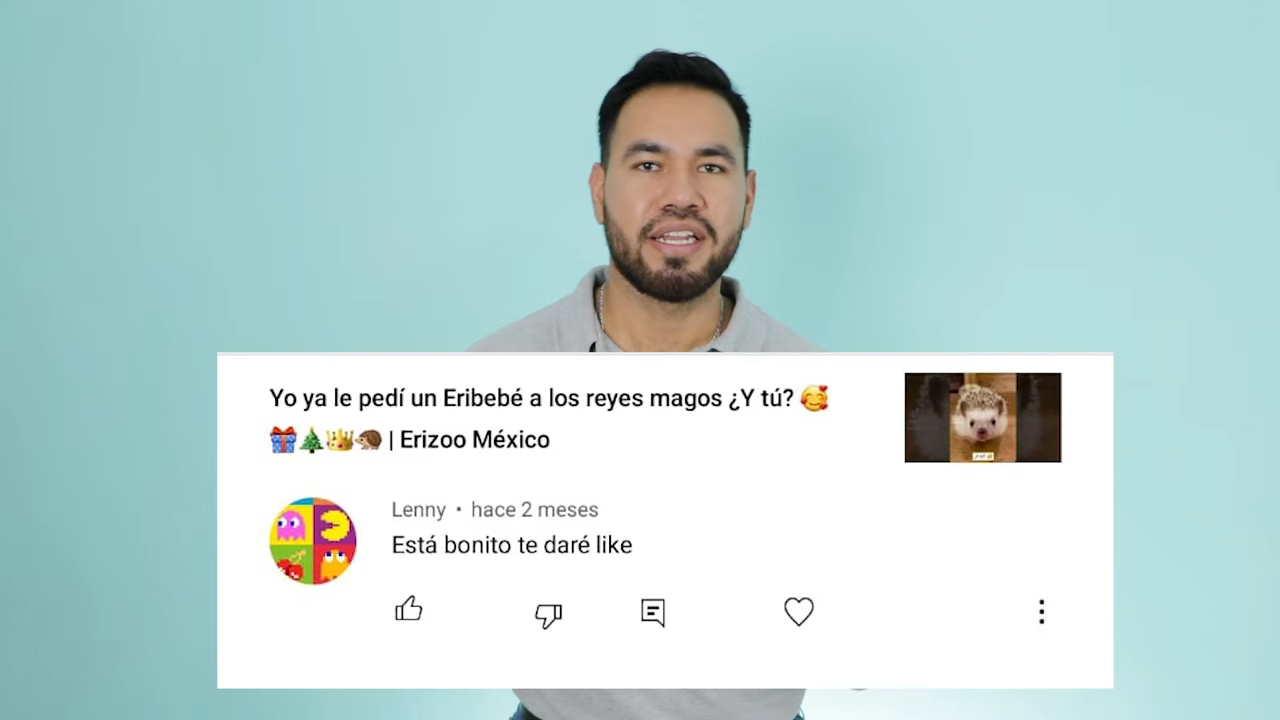 Yo ya le pedí un Eribebé a los reyes magos ¿Y tú? 🥰
🎁🎄👑🦔 | Erizoo México
Lenny • hace 2 meses
Está bonito te daré like